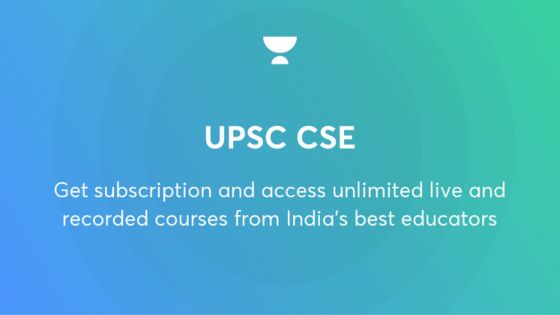 UPSC CSE
Get subscription and access unlimited live and
recorded courses from India's best educators